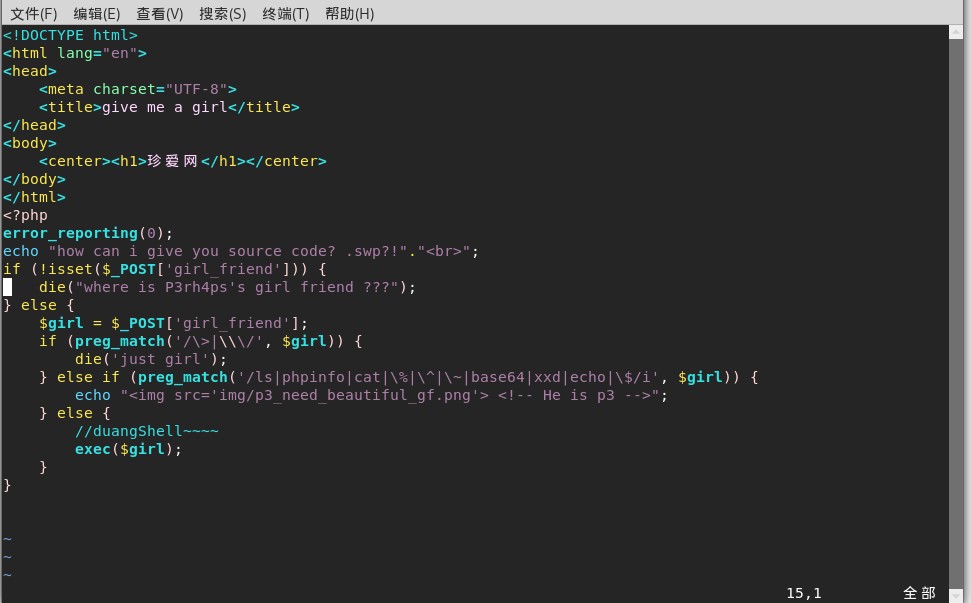 文件(F) 编辑(E) 查看(V) 搜索(S) 终端(T) 帮助(H)
<!DOCTYPE html>
<html lang="en">
<head>
    <meta charset="UTF-8">
    <title>give me a girl</title>
</head>
<body>
    <center><h1>珍爱网</h1></center>
</body>
</html>
<?php
error_reporting(0);
echo "how can i give you source code? .swp?!"."<br>";
if (!isset($_POST['girl_friend'])) {
    die("where is P3rh4ps's girl friend ???");
} else {
    $girl = $_POST['girl_friend'];
    if (preg_match('/\>|\\\/', $girl)) {
        die('just girl');
    } else if (preg_match('/ls|phpinfo|cat|\%|\^|\~|base64|xxd|echo|\$/i', $girl)) {
        echo "<img src='img/p3_need_beautiful_gf.png'> <!-- He is p3 -->";
    } else {
        //duangShell~~~~
        exec($girl);
    }
}
~
~
~
15,1 全部